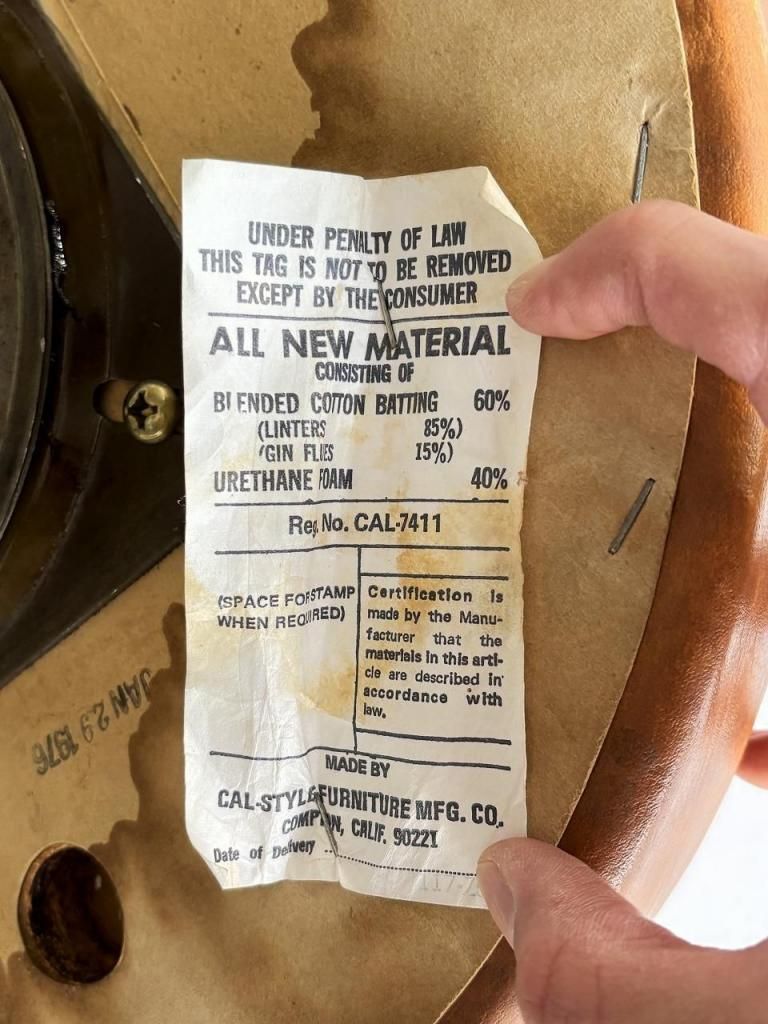 UNDER PENALTY OF LAW
THIS TAG IS NOT TO BE REMOVED
EXCEPT BY THE CONSUMER
ALL NEW MATERIAL
CONSISTING OF
BLENDED COTTON BATTING 60%
(LINTERS 85%)
(GIN FLIES 15%)
URETHANE FOAM 40%
Reg. No. CAL-7411
(SPACE FOR STAMP
WHEN REQUIRED)
Certification is
made by the Manu-
facturer that the
materials in this arti-
cle are described in
accordance with
law.
MADE BY
CAL-STYLE FURNITURE MFG. CO.
COMPTON, CALIF. 90221
Date of Delivery
JAN 29 1976